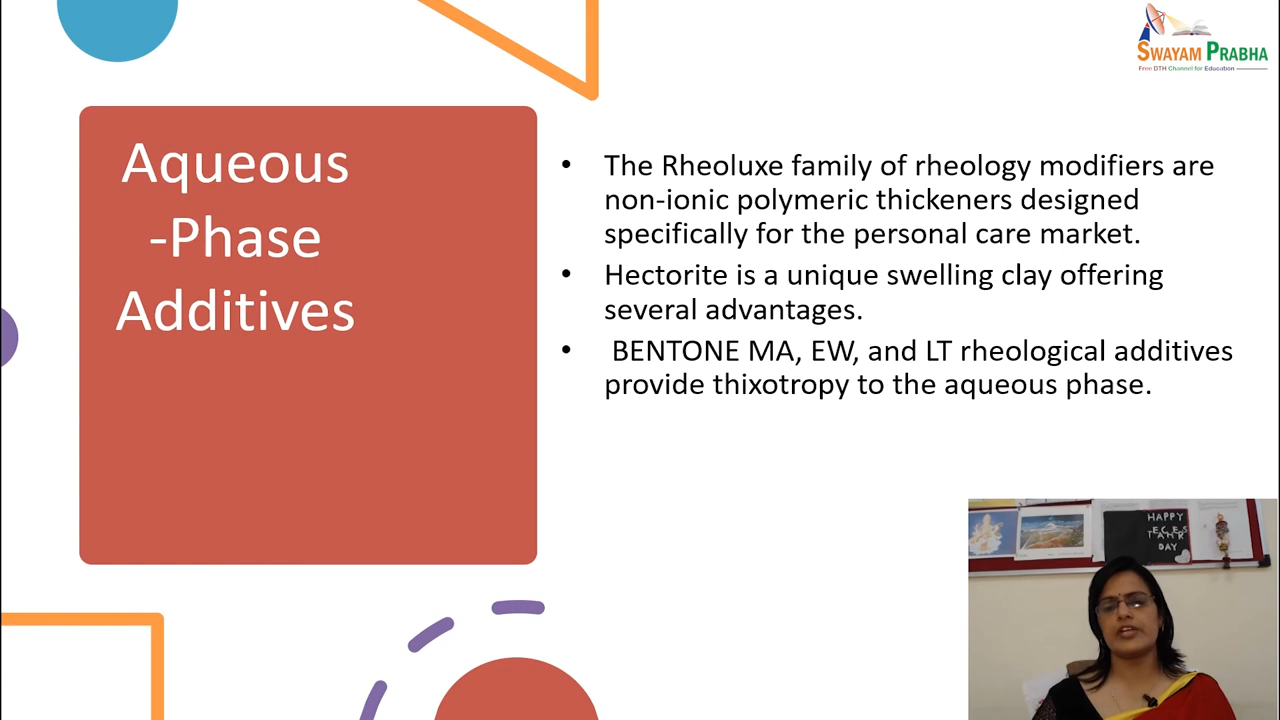 SWAYAM PRABHA
Free DTH Channel for Education
Aqueous
-Phase
Additives
• The Rheoluxe family of rheology modifiers are
non-ionic polymeric thickeners designed
specifically for the personal care market.
• Hectorite is a unique swelling clay offering
several advantages.
• BENTONE MA, EW, and LT rheological additives
provide thixotropy to the aqueous phase.
HAPPY
DAY